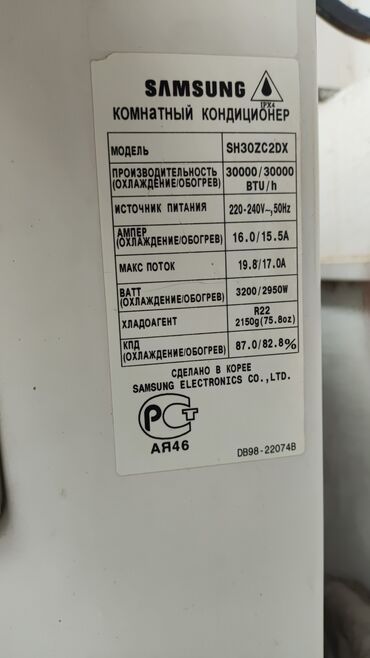 SAMSUNG
IPX4
КОМНАТНЫЙ КОНДИЦИОНЕР
МОДЕЛЬ SH30ZC2DX
ПРОИЗВОДИТЕЛЬНОСТЬ (ОХЛАЖДЕНИЕ/ОБОГРЕВ) 30000/30000 BTU/h
ИСТОЧНИК ПИТАНИЯ 220-240V~,50Hz
АМПЕР (ОХЛАЖДЕНИЕ/ОБОГРЕВ) 16.0/15.5A
МАКС ПОТОК 19.8/17.0A
ВАТТ (ОХЛАЖДЕНИЕ/ОБОГРЕВ) 3200/2950W
ХЛАДОАГЕНТ R22 2150g(75.8oz)
КПД (ОХЛАЖДЕНИЕ/ОБОГРЕВ) 87.0/82.8%
СДЕЛАНО В КОРЕЕ
SAMSUNG ELECTRONICS CO.,LTD.
РСТ
АЯ46
DB98-22074B